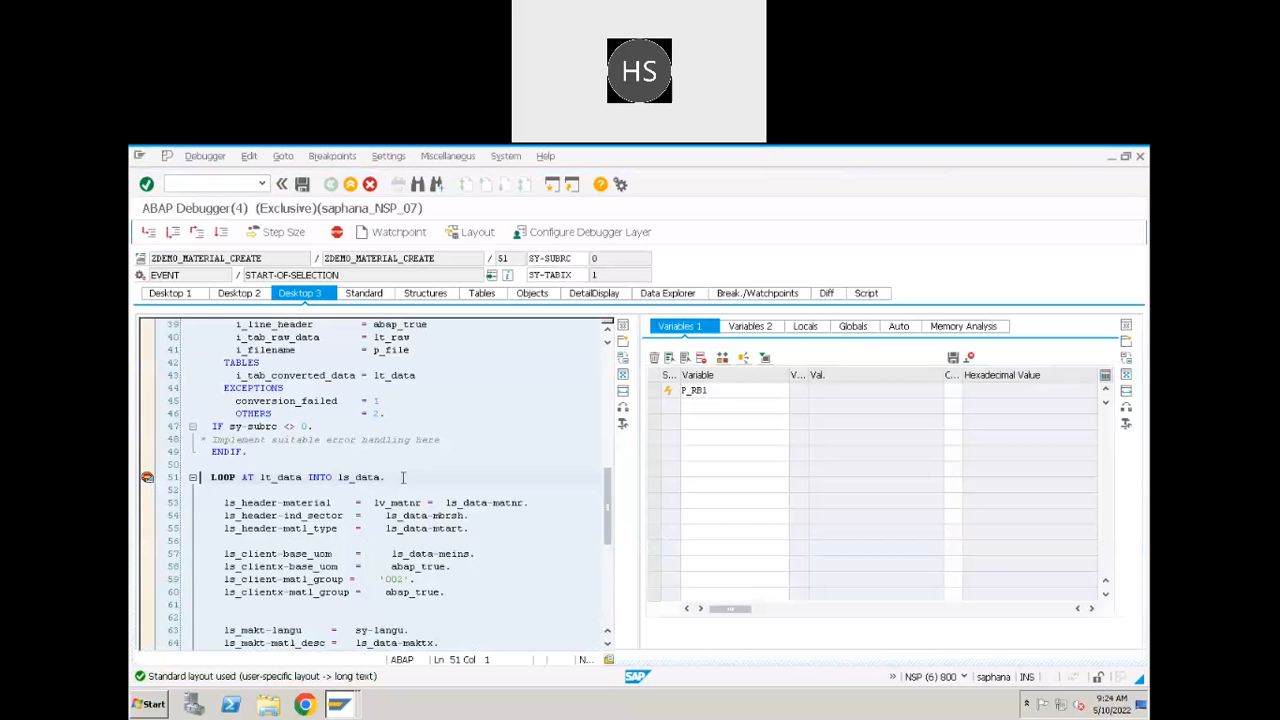 HS
Debugger Edit Goto Breakpoints Settings Miscellaneous System Help
ABAP Debugger(4) (Exclusive)(saphana_NSP_07)
Step Size Watchpoint Layout Configure Debugger Layer
ZDEMO_MATERIAL_CREATE / ZDEMO_MATERIAL_CREATE / 51 SY-SUBRC 0
EVENT / START-OF-SELECTION SY-TABIX 1
Desktop 1 Desktop 2 Desktop 3 Standard Structures Tables Objects DetailDisplay Data Explorer Break./Watchpoints Diff Script
Variables 1 Variables 2 Locals Globals Auto Memory Analysis
S... Variable V... Val. C... Hexadecimal Value
P_RB1
39 i_line_header = abap_true
40 i_tab_raw_data = lt_raw
41 i_filename = p_file
42 TABLES
43 i_tab_converted_data = lt_data
44 EXCEPTIONS
45 conversion_failed = 1
46 OTHERS = 2.
47 IF sy-subrc <> 0.
48 * Implement suitable error handling here
49 ENDIF.
50
51 LOOP AT lt_data INTO ls_data.
52
53 ls_header-material = lv_matnr = ls_data-matnr.
54 ls_header-ind_sector = ls_data-mbrsh.
55 ls_header-matl_type = ls_data-mtart.
56
57 ls_client-base_uom = ls_data-meins.
58 ls_clientx-base_uom = abap_true.
59 ls_client-matl_group = '002'.
60 ls_clientx-matl_group = abap_true.
61
62
63 ls_makt-langu = sy-langu.
64 ls_makt-matl_desc = ls_data-maktx.
ABAP Ln 51 Col 1 N...
Standard layout used (user-specific layout -> long text)
SAP » NSP (6) 800 saphana INS
Start
9:24 AM
5/10/2022